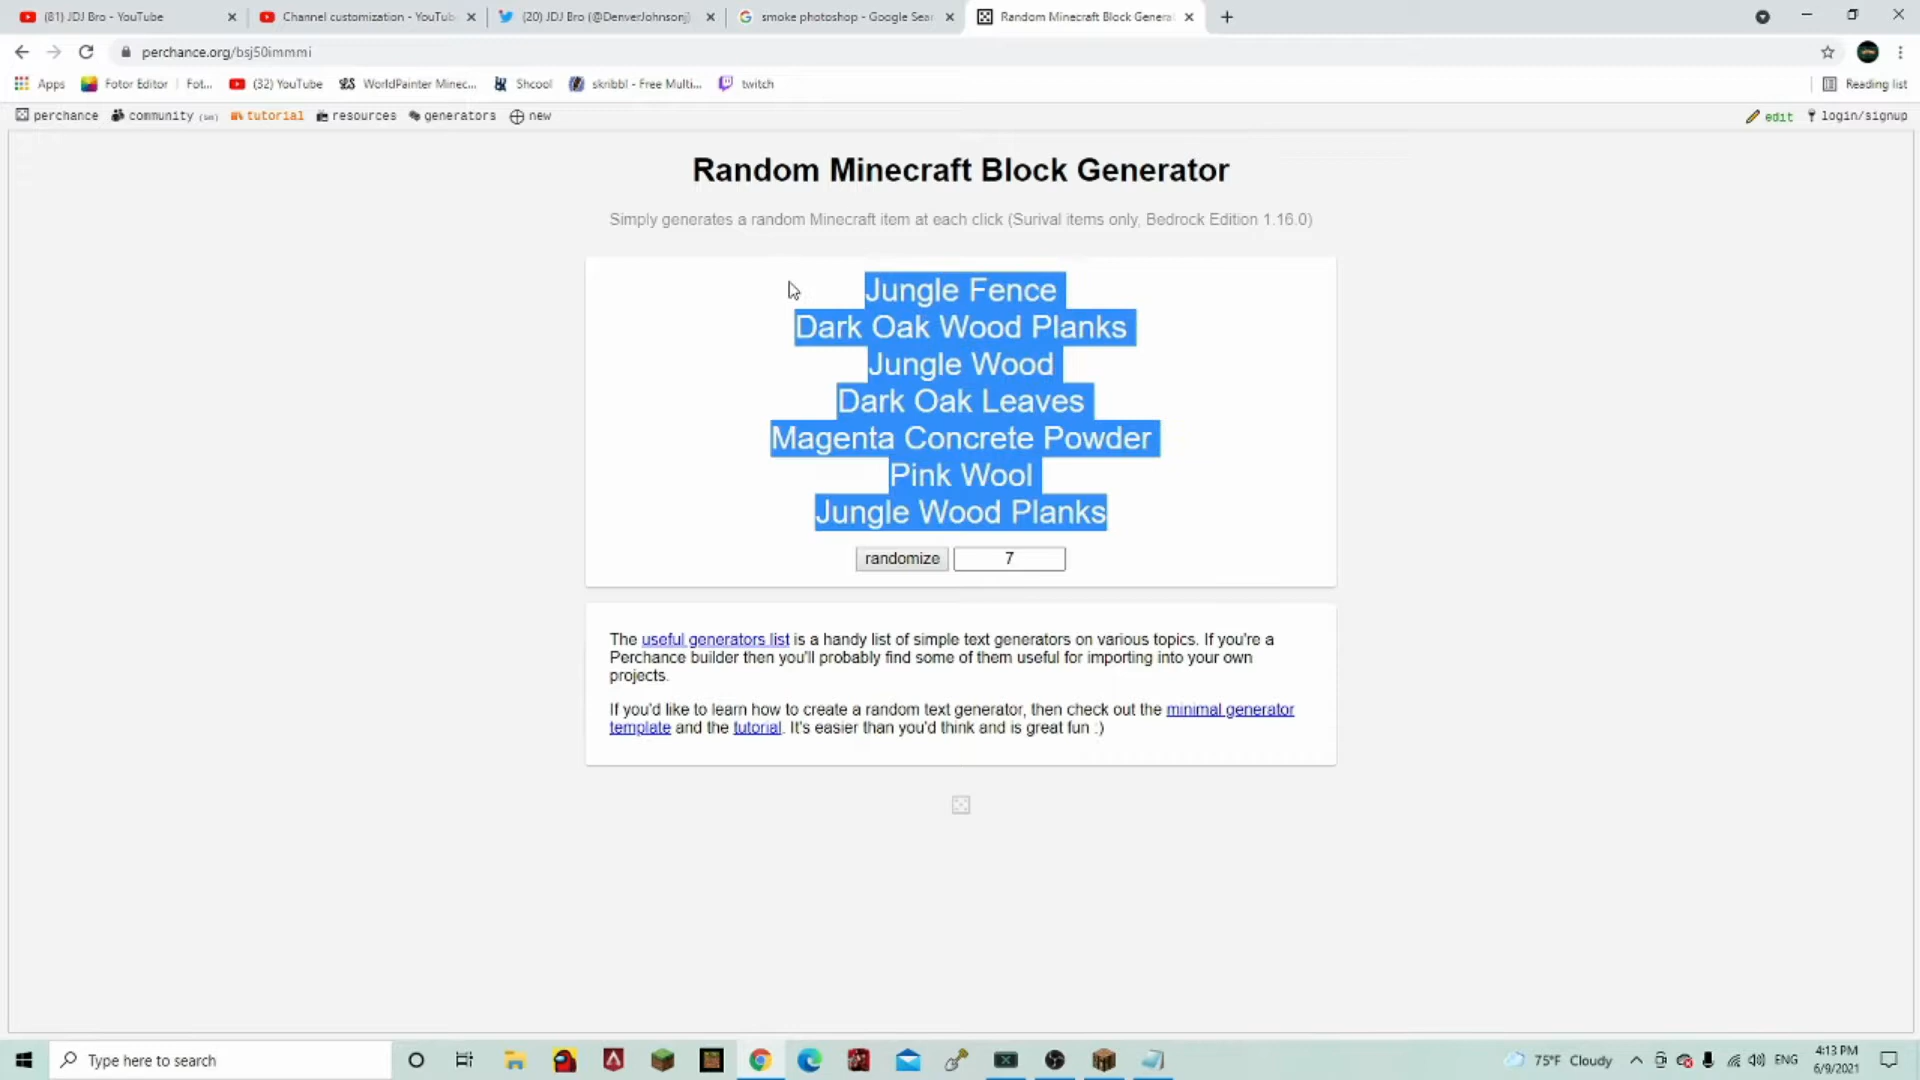 (81) JDJ Bro - YouTube
Channel customization - YouTub
(20) JDJ Bro (@DenverJohnsonj)
smoke photoshop - Google Sear
Random Minecraft Block Genera
perchance.org/bsj50immmi
Apps
Fotor Editor | Fot...
(32) YouTube
WorldPainter Minec...
Shcool
skribbl - Free Multi...
twitch
Reading list
perchance
community
tutorial
resources
generators
new
edit
login/signup
Random Minecraft Block Generator
Simply generates a random Minecraft item at each click (Surival items only, Bedrock Edition 1.16.0)
Jungle Fence
Dark Oak Wood Planks
Jungle Wood
Dark Oak Leaves
Magenta Concrete Powder
Pink Wool
Jungle Wood Planks
randomize
7
The useful generators list is a handy list of simple text generators on various topics. If you're a
Perchance builder then you'll probably find some of them useful for importing into your own
projects.
If you'd like to learn how to create a random text generator, then check out the minimal generator
template and the tutorial. It's easier than you'd think and is great fun :)
Type here to search
75°F Cloudy
ENG
4:13 PM
6/9/2021